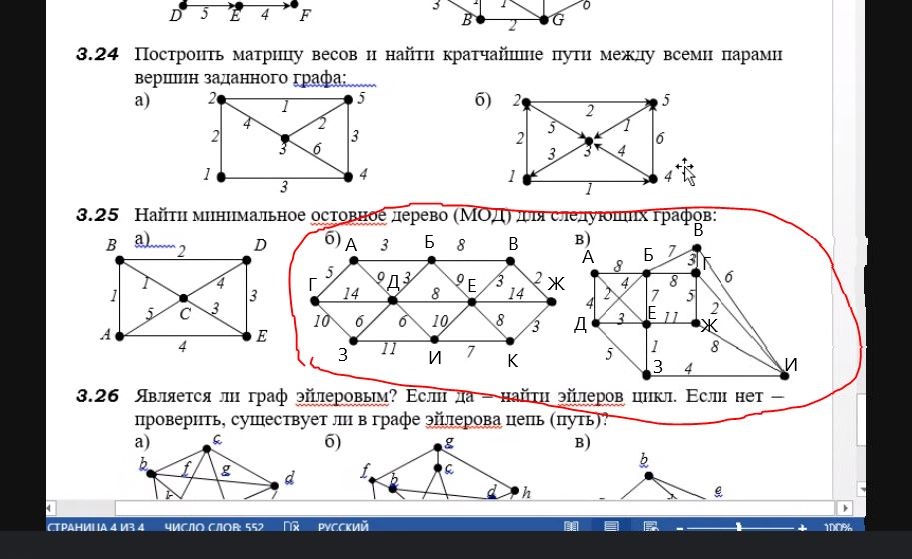 3
1
6
D 5 E 4 F
B 2 G
3.24 Построить матрицу весов и найти кратчайшие пути между всеми парами
вершин заданного графа:
а) 2 1 5 4 2 2 3 3 6 1 3 4
б) 2 2 5 5 1 2 6 3 3 4 1 1 4
3.25 Найти минимальное остовное дерево (МОД) для следующих графов:
а) B 2 D 1 4 1 3 5 C 3 A 4 E
б) А 3 Б 8 В 5 9 Д 3 9 Е 3 2 Ж Г 14 8 14 10 6 6 10 8 3 З 11 И 7 К
в) В 7 А 8 Б 3 Г 6 4 8 4 2 7 5 2 Д 3 Е 11 Ж 5 1 8 З 4 И
3.26 Является ли граф эйлеровым? Если да – найти эйлеров цикл. Если нет –
проверить, существует ли в графе эйлерова цепь (путь)?
а) c b f g d
б) g f c b d h
в) b e
СТРАНИЦА 4 ИЗ 4 ЧИСЛО СЛОВ: 552 РУССКИЙ 100%